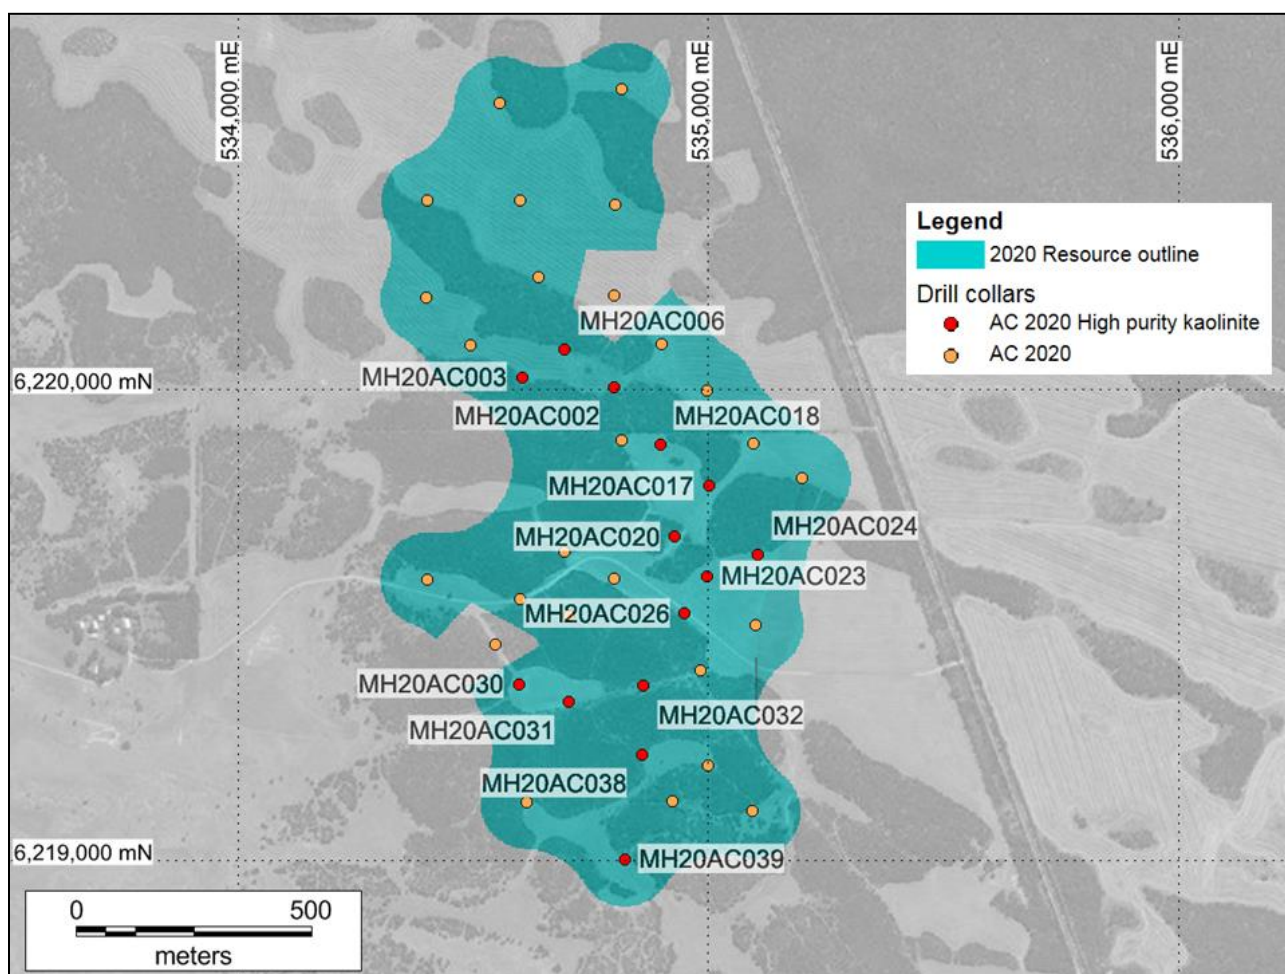 534,000 mE
535,000 mE
536,000 mE
Legend
2020 Resource outline
Drill collars
AC 2020 High purity kaolinite
AC 2020
MH20AC006
MH20AC003
6,220,000 mN
MH20AC002
MH20AC018
MH20AC017
MH20AC024
MH20AC020
MH20AC023
MH20AC026
MH20AC030
MH20AC032
MH20AC031
MH20AC038
6,219,000 mN
MH20AC039
0 500
meters